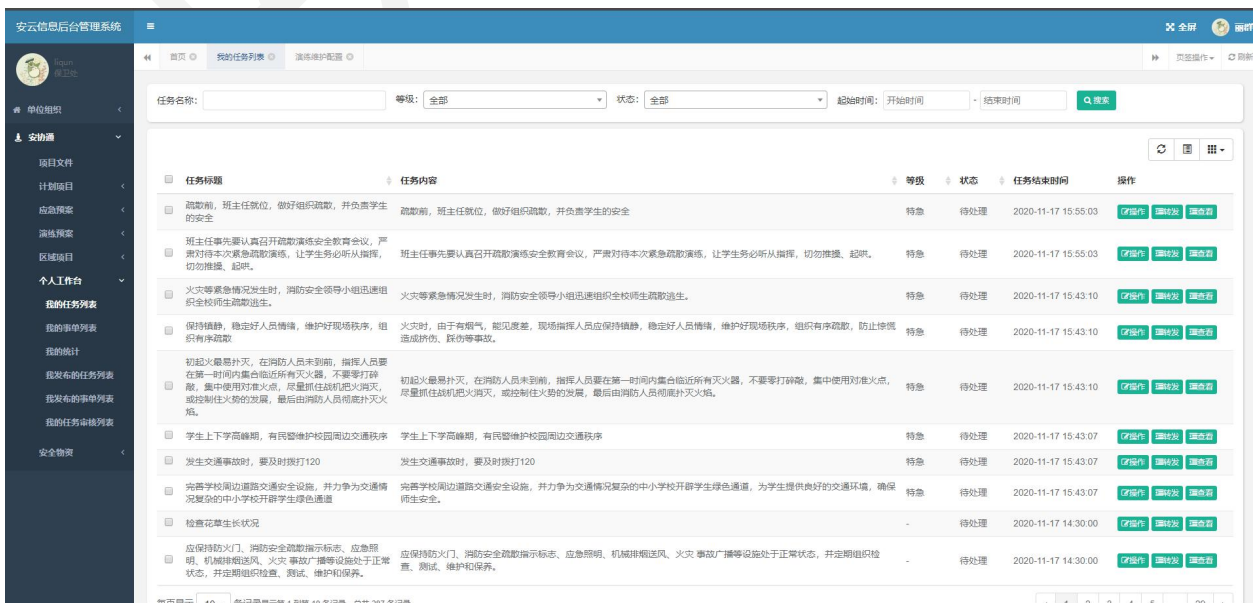 安云信息后台管理系统
全屏
丽群
liqun
保卫处
首页
我的任务列表
演练维护配置
页签操作
刷新
单位组织
安协通
项目文件
计划项目
应急预案
演练预案
区域项目
个人工作台
我的任务列表
我的事单列表
我的统计
我发布的任务列表
我发布的事单列表
我的任务审核列表
安全物资
任务名称:
等级: 全部
状态: 全部
起始时间: 开始时间 - 结束时间
搜索
任务标题 任务内容 等级 状态 任务结束时间 操作
疏散前，班主任就位，做好组织疏散，并负责学生
的安全
疏散前，班主任就位，做好组织疏散，并负责学生的安全
特急 待处理 2020-11-17 15:55:03 操作 转发 查看
班主任事先要认真召开疏散演练安全教育会议，严
肃对待本次紧急疏散演练，让学生务必听从指挥，
切勿推搡、起哄。
班主任事先要认真召开疏散演练安全教育会议，严肃对待本次紧急疏散演练，让学生务必听从指挥，切勿推搡、起哄。
特急 待处理 2020-11-17 15:55:03 操作 转发 查看
火灾等紧急情况发生时，消防安全领导小组迅速组
织全校师生疏散逃生。
火灾等紧急情况发生时，消防安全领导小组迅速组织全校师生疏散逃生。
特急 待处理 2020-11-17 15:43:10 操作 转发 查看
保持镇静，稳定好人员情绪，维护好现场秩序，组
织有序疏散
火灾时，由于有烟气，能见度差，现场指挥人员应保持镇静，稳定好人员情绪，维护好现场秩序，组织有序疏散，防止惊慌
造成挤伤、踩伤等事故。
特急 待处理 2020-11-17 15:43:10 操作 转发 查看
初起火最易扑灭，在消防人员未到前，指挥人员要
在第一时间内集合临近所有灭火器，不要零打碎
敲，集中使用对准火点，尽量抓住战机把火消灭，
或控制住火势的发展，最后由消防人员彻底扑灭火
焰。
初起火最易扑灭，在消防人员未到前，指挥人员要在第一时间内集合临近所有灭火器，不要零打碎敲，集中使用对准火点，
尽量抓住战机把火消灭，或控制住火势的发展，最后由消防人员彻底扑灭火焰。
特急 待处理 2020-11-17 15:43:10 操作 转发 查看
学生上下学高峰期，有民警维护校园周边交通秩序 学生上下学高峰期，有民警维护校园周边交通秩序 特急 待处理 2020-11-17 15:43:07 操作 转发 查看
发生交通事故时，要及时拨打120 发生交通事故时，要及时拨打120 特急 待处理 2020-11-17 15:43:07 操作 转发 查看
完善学校周边道路交通安全设施，并力争为交通情
况复杂的中小学校开辟学生绿色通道
完善学校周边道路交通安全设施，并力争为交通情况复杂的中小学校开辟学生绿色通道，为学生提供良好的交通环境，确保
师生安全。
特急 待处理 2020-11-17 15:43:07 操作 转发 查看
检查花草生长状况 - 待处理 2020-11-17 14:30:00 操作 转发 查看
应保持防火门、消防安全疏散指示标志、应急照
明、机械排烟送风、火灾 事故广播等设施处于正常
状态，并定期组织检查、测试、维护和保养。
应保持防火门、消防安全疏散指示标志、应急照明、机械排烟送风、火灾 事故广播等设施处于正常状态，并定期组织检
查、测试、维护和保养。
- 待处理 2020-11-17 14:30:00 操作 转发 查看